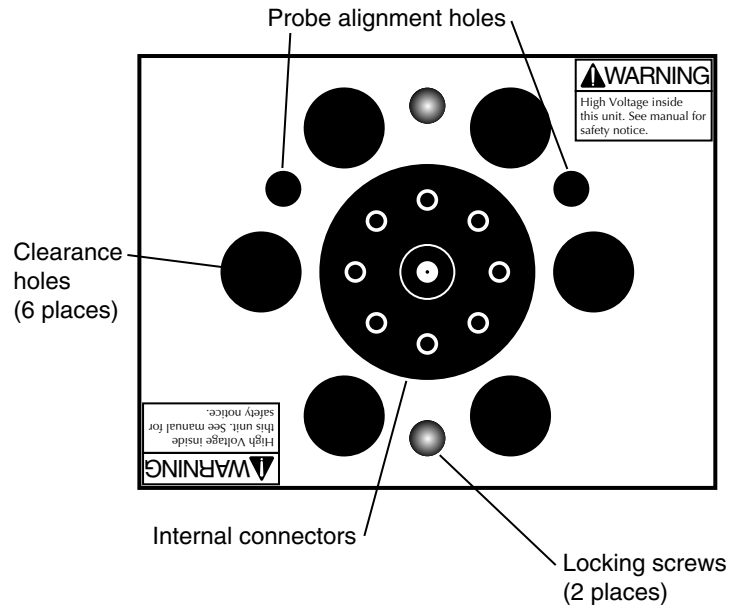 Probe alignment holes
WARNING
High Voltage inside
this unit. See manual for
safety notice.
Clearance
holes
(6 places)
WARNING
High Voltage inside
this unit. See manual for
safety notice.
Internal connectors
Locking screws
(2 places)